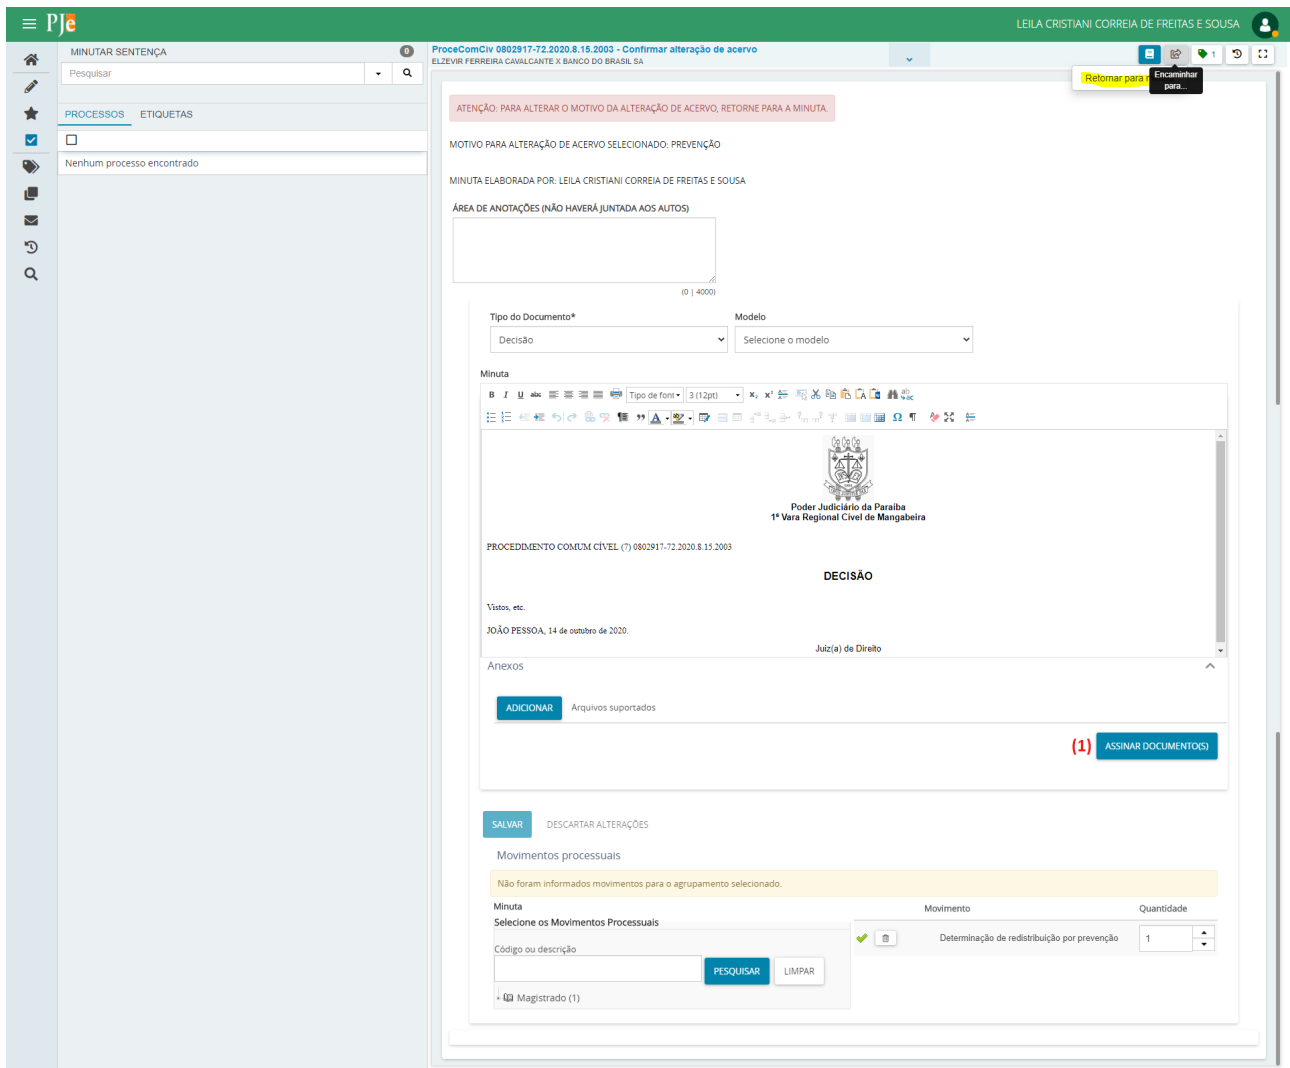 PJe
LEILA CRISTIANI CORREIA DE FREITAS E SOUSA
MINUTAR SENTENÇA
0
Pesquisar
PROCESSOS ETIQUETAS
Nenhum processo encontrado
ProceComCiv 0802917-72.2020.8.15.2003 - Confirmar alteração de acervo
ELZEVIR FERREIRA CAVALCANTE X BANCO DO BRASIL SA
1
Retornar para
Encaminhar
para...
ATENÇÃO: PARA ALTERAR O MOTIVO DA ALTERAÇÃO DE ACERVO, RETORNE PARA A MINUTA.
MOTIVO PARA ALTERAÇÃO DE ACERVO SELECIONADO: PREVENÇÃO
MINUTA ELABORADA POR: LEILA CRISTIANI CORREIA DE FREITAS E SOUSA
ÁREA DE ANOTAÇÕES (NÃO HAVERÁ JUNTADA AOS AUTOS)
(0 | 4000)
Tipo do Documento* Modelo
Decisão Selecione o modelo
Minuta
B I U abc Tipo de font 3 (12pt)
Poder Judiciário da Paraíba
1ª Vara Regional Cível de Mangabeira
PROCEDIMENTO COMUM CÍVEL (7) 0802917-72.2020.8.15.2003
DECISÃO
Vistos, etc.
JOÃO PESSOA, 14 de outubro de 2020.
Juiz(a) de Direito
Anexos
ADICIONAR Arquivos suportados
(1) ASSINAR DOCUMENTO(S)
SALVAR DESCARTAR ALTERAÇÕES
Movimentos processuais
Não foram informados movimentos para o agrupamento selecionado.
Minuta
Selecione os Movimentos Processuais
Código ou descrição
PESQUISAR LIMPAR
Magistrado (1)
Movimento Quantidade
Determinação de redistribuição por prevenção 1